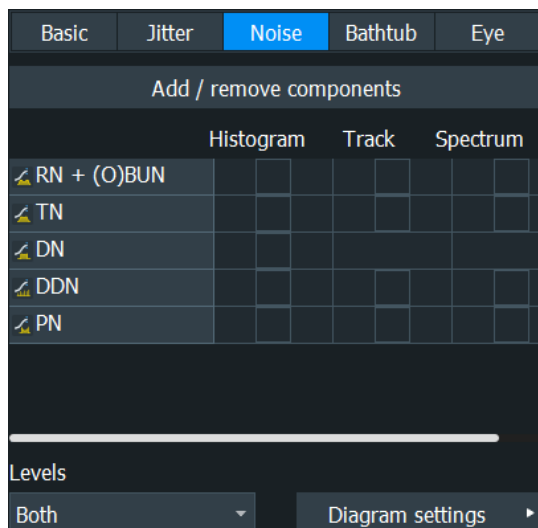 Basic Jitter Noise Bathtub Eye
Add / remove components
Histogram Track Spectrum
RN + (O)BUN
TN
DN
DDN
PN
Levels
Both Diagram settings